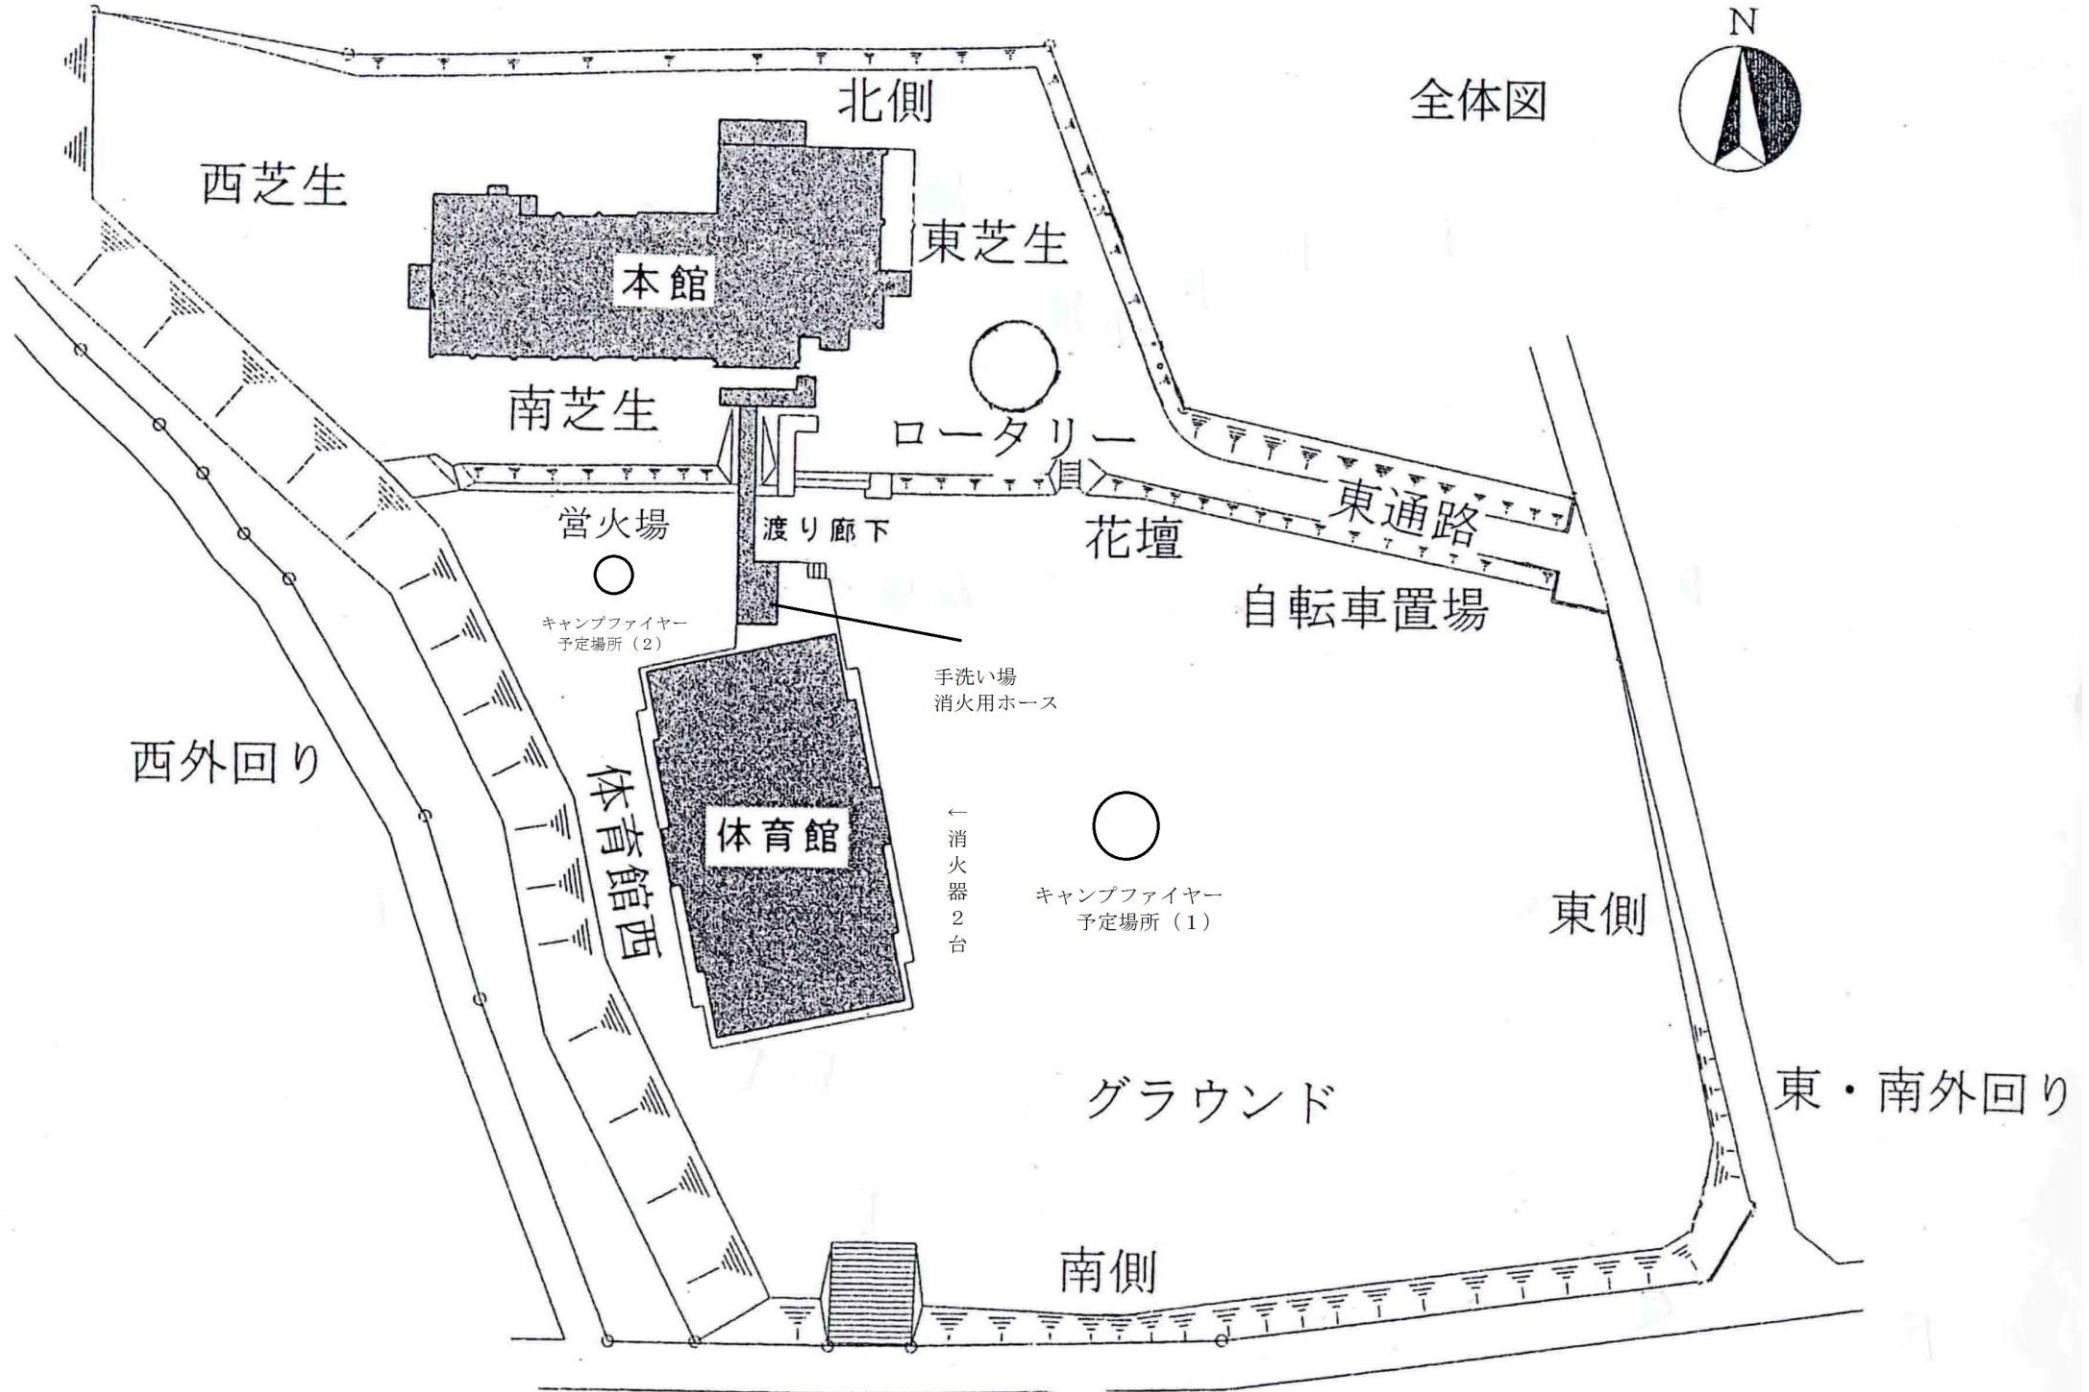 N
全体図
北側
西芝生
東芝生
本館
南芝生
ロータリー
営火場
渡り廊下
花壇
東通路
自転車置場
キャンプファイヤー
予定場所（2）
手洗い場
消火用ホース
西外回り
体育館西
体育館
←消火器2台
キャンプファイヤー
予定場所（1）
東側
グラウンド
東・南外回り
南側